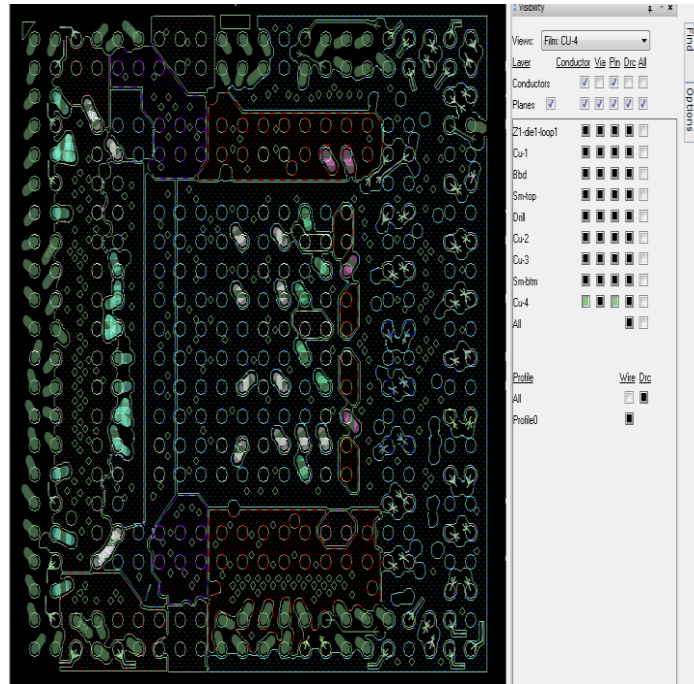 Visibility
Views: Film: CU-4
Layer Conductor Via Pin Drc All
Conductors
Planes
Z1-die1-loop1
Cu-1
Bbd
Sm-top
Drill
Cu-2
Cu-3
Sm-btm
Cu-4
All
Profile Wire Drc
All
Profile0
Find
Options